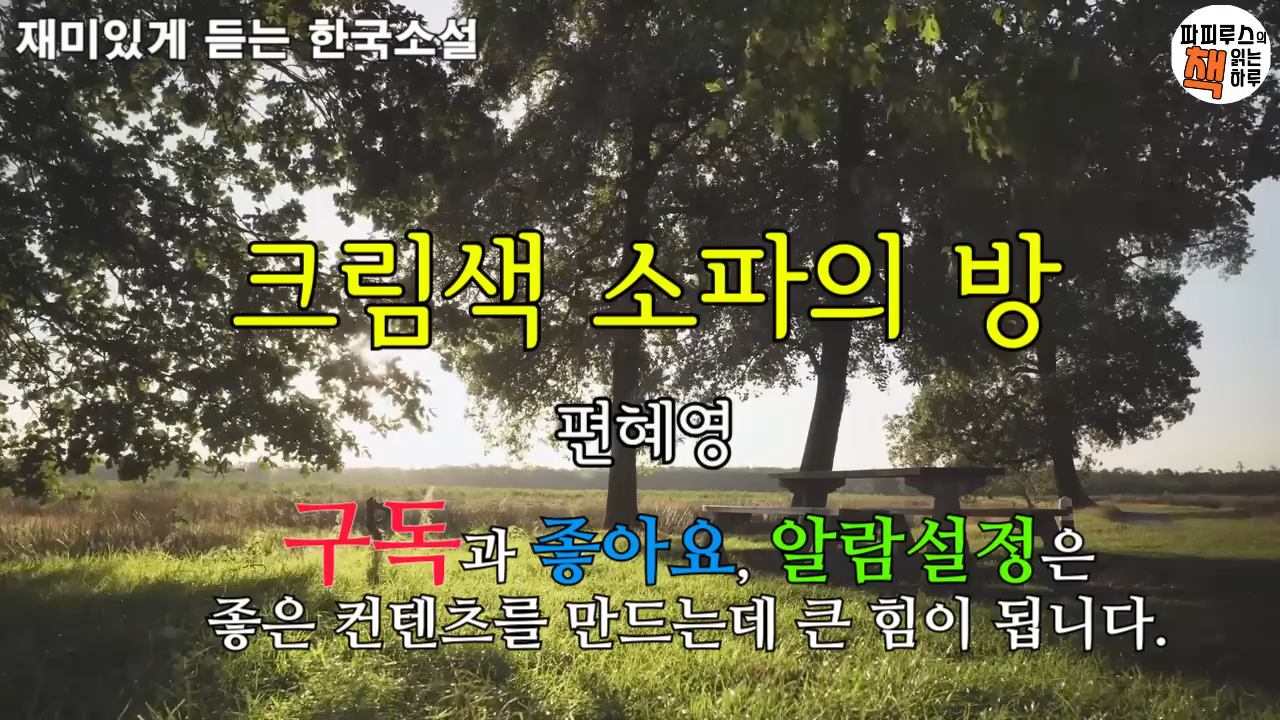 재미있게 듣는 한국소설
파피루스의
책 읽는
하루
크림색 소파의 방
편혜영
구독과 좋아요, 알람설정은
좋은 컨텐츠를 만드는데 큰 힘이 됩니다.